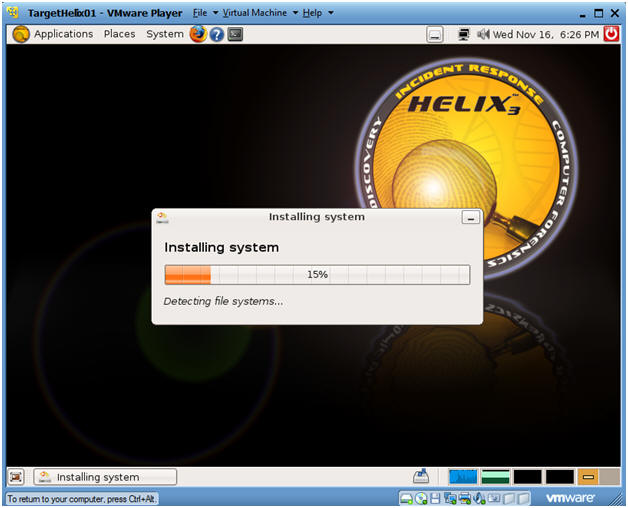 TargetHelix01 - VMware Player File Virtual Machine Help
Applications Places System Wed Nov 16, 6:26 PM
INCIDENT RESPONSE
HELIX3™
DISCOVERY
COMPUTER FORENSICS
Installing system
Installing system
15%
Detecting file systems...
Installing system
To return to your computer, press Ctrl+Alt.
vmware